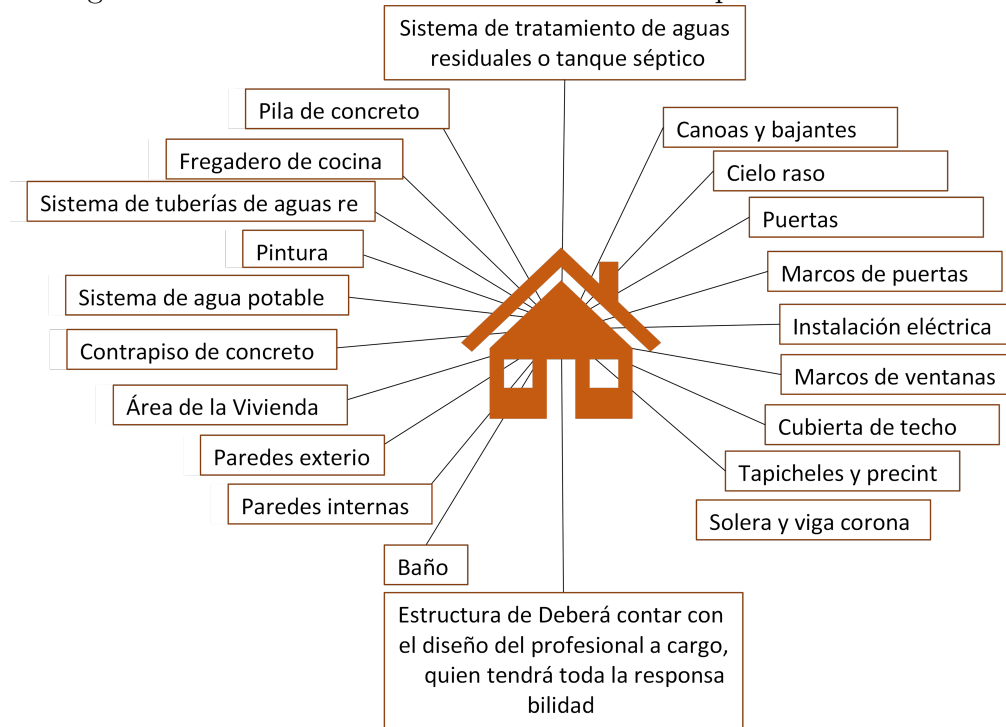 Sistema de tratamiento de aguas
residuales o tanque séptico
Pila de concreto
Canoas y bajantes
Fregadero de cocina
Cielo raso
Sistema de tuberías de aguas re
Puertas
Pintura
Marcos de puertas
Sistema de agua potable
Instalación eléctrica
Contrapiso de concreto
Marcos de ventanas
Área de la Vivienda
Cubierta de techo
Paredes exterio
Tapicheles y precint
Paredes internas
Solera y viga corona
Baño
Estructura de Deberá contar con
el diseño del profesional a cargo,
quien tendrá toda la responsa
bilidad